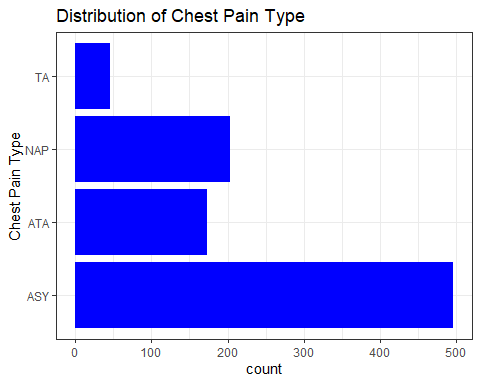 Distribution of Chest Pain Type
Chest Pain Type
TA
NAP
ATA
ASY
0 100 200 300 400 500
count